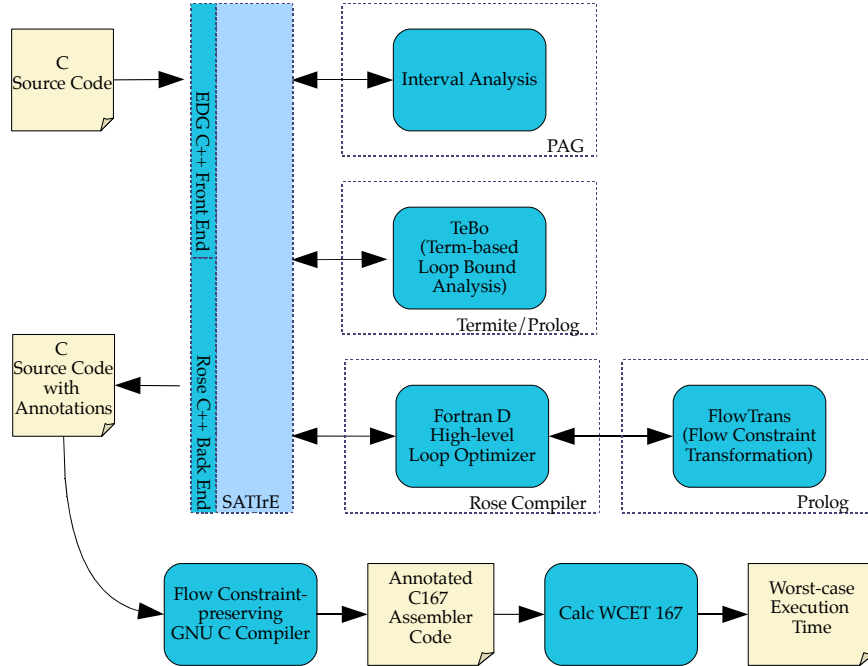 C
Source Code
EDG C++ Front End
Interval Analysis
PAG
TeBo
(Term-based
Loop Bound
Analysis)
Termite/Prolog
C
Source Code
with
Annotations
Rose C++ Back End
SATIrE
Fortran D
High-level
Loop Optimizer
Rose Compiler
FlowTrans
(Flow Constraint
Transformation)
Prolog
Flow Constraint-
preserving
GNU C Compiler
Annotated
C167
Assembler
Code
Calc WCET 167
Worst-case
Execution
Time